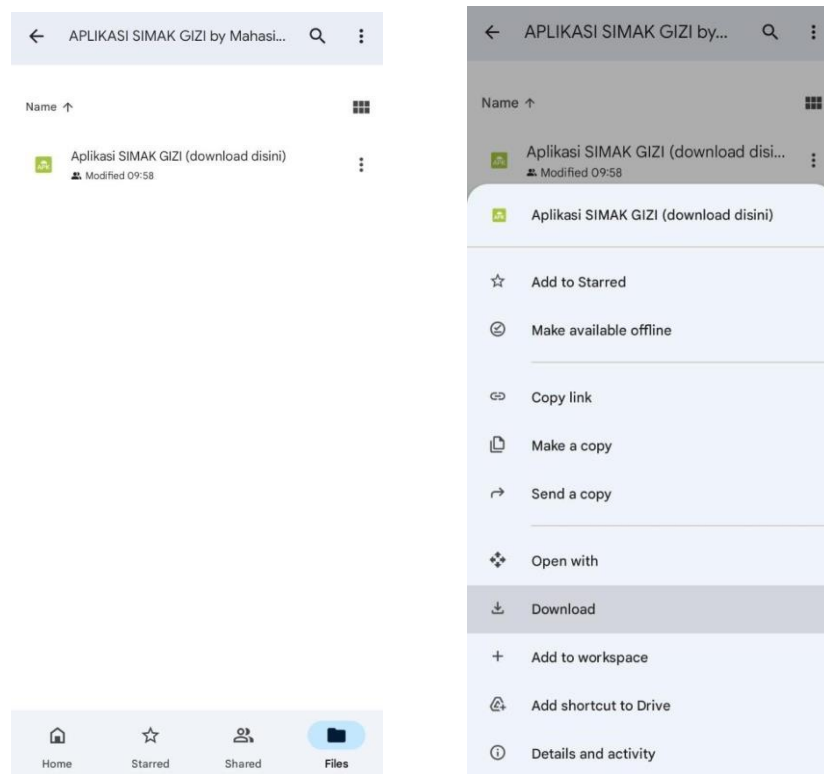 APLIKASI SIMAK GIZI by Mahasi...
Name
Aplikasi SIMAK GIZI (download disini)
Modified 09:58
Home
Starred
Shared
Files
APLIKASI SIMAK GIZI by...
Name
Aplikasi SIMAK GIZI (download disi...
Modified 09:58
Aplikasi SIMAK GIZI (download disini)
Add to Starred
Make available offline
Copy link
Make a copy
Send a copy
Open with
Download
Add to workspace
Add shortcut to Drive
Details and activity